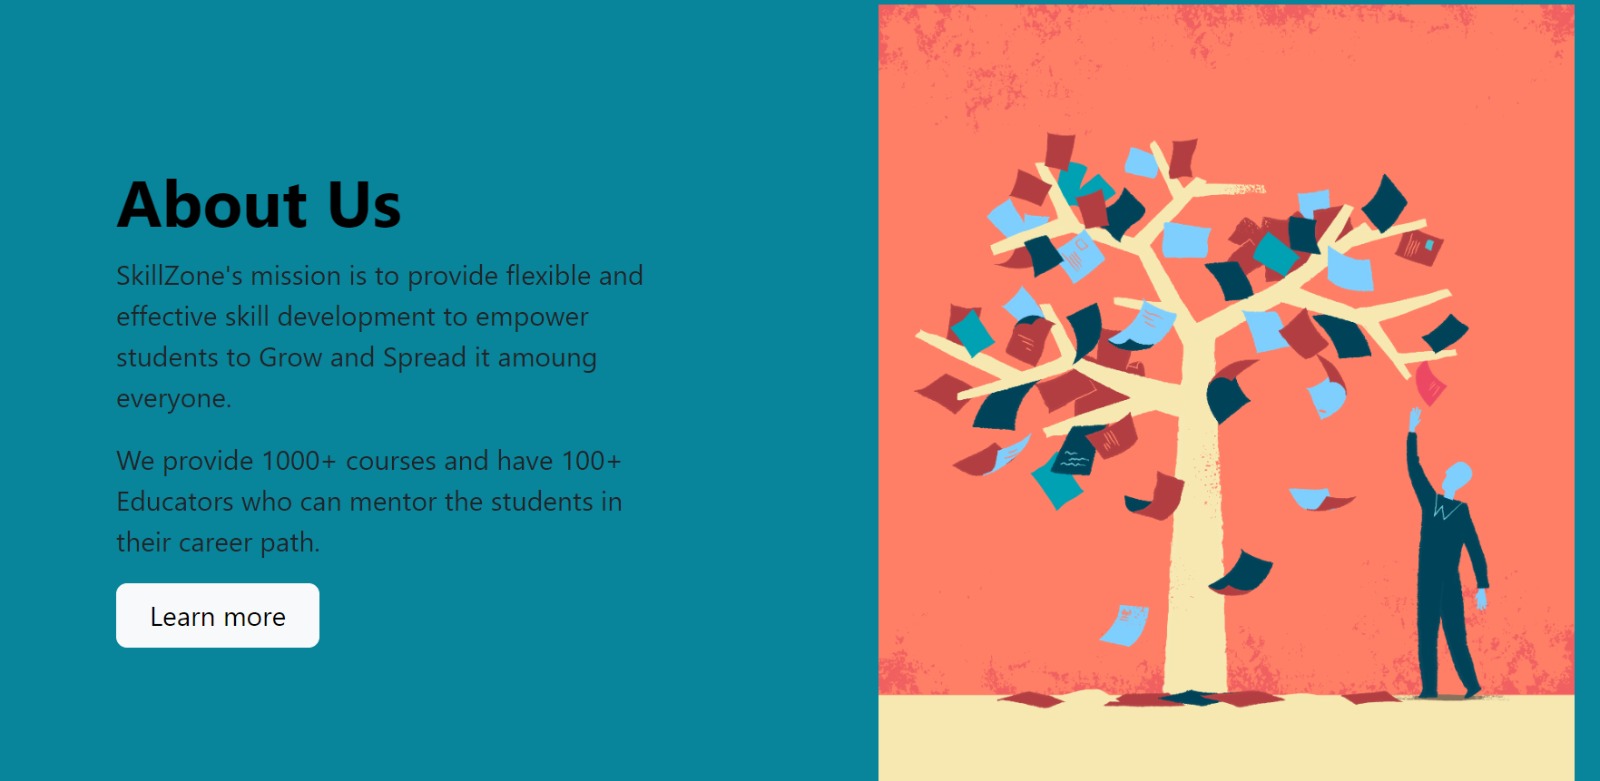 About Us
SkillZone's mission is to provide flexible and
effective skill development to empower
students to Grow and Spread it amoung
everyone.
We provide 1000+ courses and have 100+
Educators who can mentor the students in
their career path.
Learn more